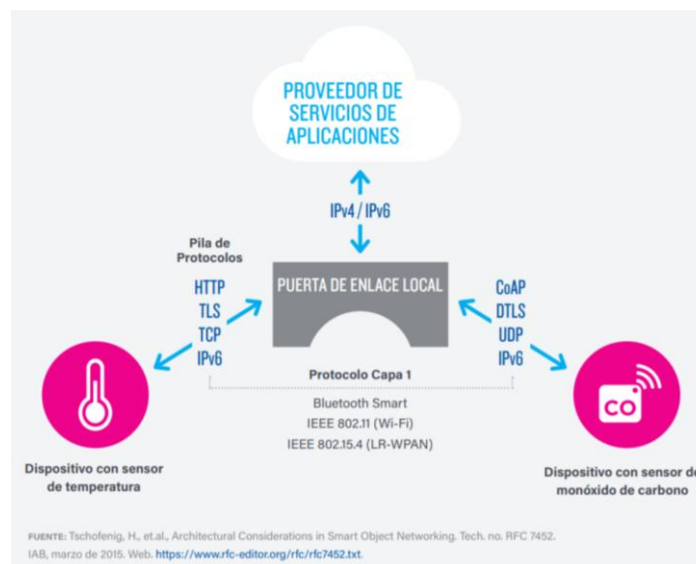 PROVEEDOR DE
SERVICIOS DE
APLICACIONES
IPv4 / IPv6
Pila de
Protocolos
HTTP
TLS
TCP
IPv6
PUERTA DE ENLACE LOCAL
CoAP
DTLS
UDP
IPv6
Protocolo Capa 1
Bluetooth Smart
IEEE 802.11 (Wi-Fi)
IEEE 802.15.4 (LR-WPAN)
CO
Dispositivo con sensor
de temperatura
Dispositivo con sensor de
monóxido de carbono
FUENTE: Tschofenig, H., et.al., Architectural Considerations in Smart Object Networking. Tech. no. RFC 7452.
IAB, marzo de 2015. Web. https://www.rfc-editor.org/rfc/rfc7452.txt.